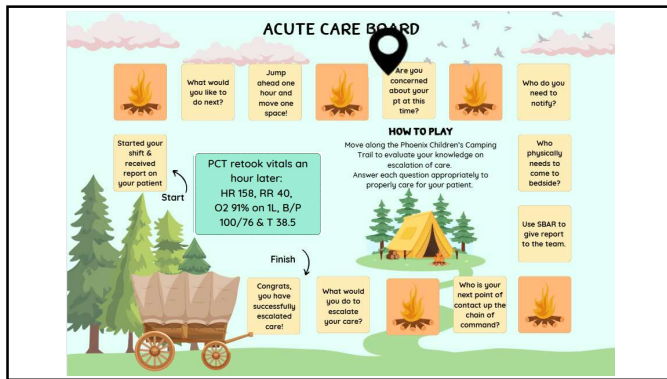 ACUTE CARE BOARD
What would
you like to
do next?
Jump
ahead one
hour and
move one
space!
Are you
concerned
about your
pt at this
time?
Who do you
need to
notify?
Started your
shift &
received
report on
your patient
Start
PCT retook vitals an
hour later:
HR 158, RR 40,
O2 91% on 1L, B/P
100/76 & T 38.5
HOW TO PLAY
Move along the Phoenix Children's Camping
Trail to evaluate your knowledge on
escalation of care.
Answer each question appropriately to
properly care for your patient.
Who
physically
needs to
come to
bedside?
Use SBAR to
give report
to the team.
Finish
Congrats,
you have
successfully
escalated
care!
What would
you do to
escalate
your care?
Who is your
next point of
contact up the
chain of
command?